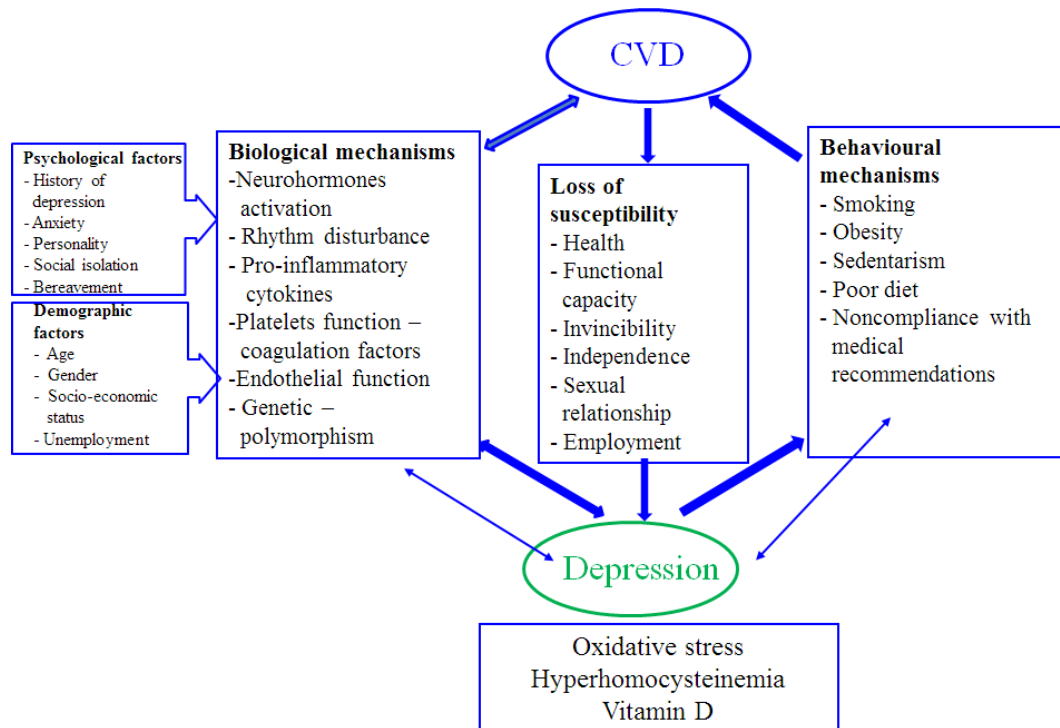 CVD
Psychological factors
- History of
depression
-Anxiety
- Personality
- Social isolation
- Bereavement
Demographic
factors
- Age
- Gender
- Socio-economic
status
- Unemployment
Biological mechanisms
-Neurohormones
activation
- Rhythm disturbance
- Pro-inflammatory
cytokines
-Platelets function –
coagulation factors
-Endothelial function
- Genetic –
polymorphism
Loss of
susceptibility
- Health
- Functional
capacity
- Invincibility
- Independence
- Sexual
relationship
- Employment
Behavioural
mechanisms
- Smoking
- Obesity
- Sedentarism
- Poor diet
- Noncompliance with
medical
recommendations
Depression
Oxidative stress
Hyperhomocysteinemia
Vitamin D